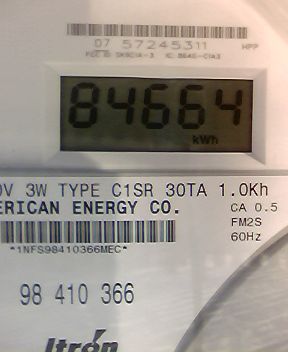 07 57245311 HPP
84664
kWh
0V 3W TYPE C1SR 30TA 1.0Kh
ERICAN ENERGY CO. CA 0.5
FM2S
60Hz
*1NFS98410366MEC*
98 410 366
Itron